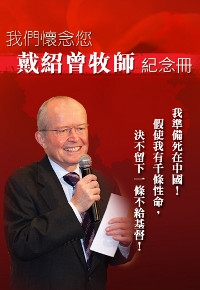 我們懷念您
戴紹曾牧師 紀念冊
我準備死在中國！
假使我有千條性命，
決不留下一條不給基督！